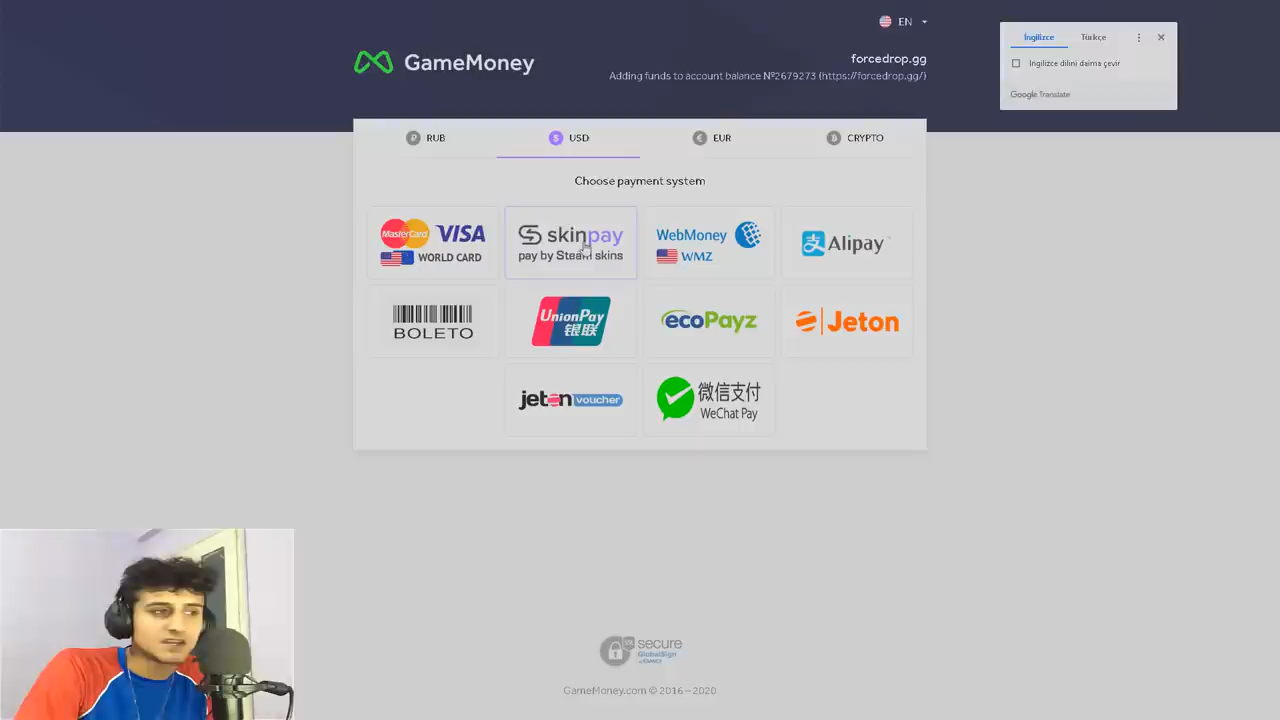 EN
GameMoney
forcedrop.gg
Adding funds to account balance №2679273 (https://forcedrop.gg/)
İngilizce Türkçe
İngilizce dilini daima çevir
Google Translate
RUB USD EUR CRYPTO
Choose payment system
MasterCard VISA
WORLD CARD
skinpay
pay by Steam skins
WebMoney
WMZ
Alipay
BOLETO
UnionPay
银联
ecoPayz
Jeton
jeton voucher
微信支付
WeChat Pay
secure
GlobalSign
GameMoney.com © 2016–2020